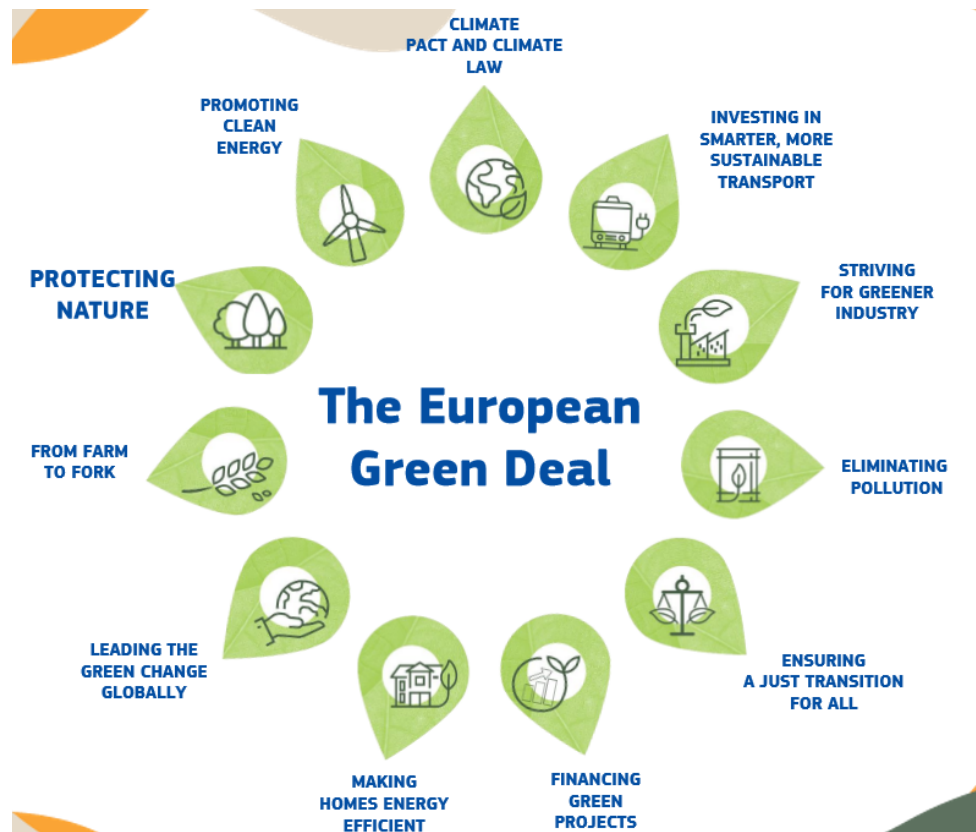 CLIMATE
PACT AND CLIMATE
LAW
PROMOTING
CLEAN
ENERGY
INVESTING IN
SMARTER, MORE
SUSTAINABLE
TRANSPORT
PROTECTING
NATURE
STRIVING
FOR GREENER
INDUSTRY
The European
Green Deal
FROM FARM
TO FORK
ELIMINATING
POLLUTION
LEADING THE
GREEN CHANGE
GLOBALLY
ENSURING
A JUST TRANSITION
FOR ALL
MAKING
HOMES ENERGY
EFFICIENT
FINANCING
GREEN
PROJECTS